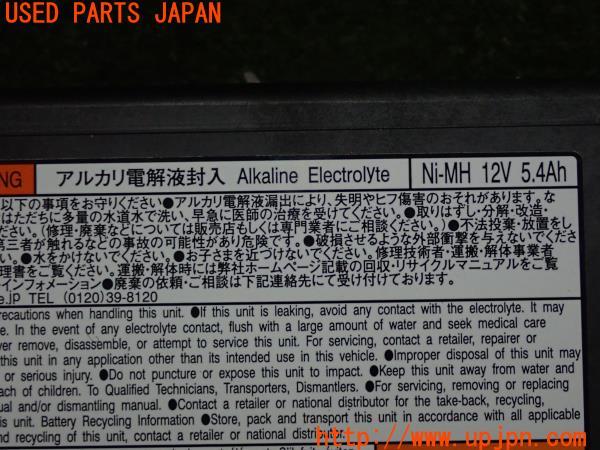 USED PARTS JAPAN
NG アルカリ電解液封入 Alkaline Electrolyte Ni-MH 12V 5.4Ah
以下の事項をお守りください●アルカリ電解液漏出により、失明やヒフ傷害のおそれがあります。な
はただちに多量の水道水で洗い、早急に医師の治療を受けてください。●取りはずし・分解・改造・
。(修理・廃棄などについては販売店もしくは専門業者にご相談ください。)●不法投棄・放置をし
第三者が触れるなどの事故の可能性があり危険です。●破損させるような外部衝撃を与えないで
い。●水をかけないでください。●お子さまを近づけないでください。修理技術者・運搬・解体事業者
理書をご覧ください。運搬・解体時には弊社ホームページ記載の回収・リサイクルマニュアルをご覧
インフォメーション●廃棄の依頼・ご相談は下記連絡先にて受け付けております。
e.jp TEL (0120)39-8120
ecautions when handling this unit. ●If this unit is leaking, avoid any contact with the electrolyte. It may
e. In the event of any electrolyte contact, flush with a large amount of water and seek medical care
ver remove, disassemble, or attempt to service this unit. For servicing, contact a retailer, repairer or
this unit in any application other than its intended use in this vehicle. ●Improper disposal of this unit may
or serious injury. ●Do not puncture or expose this unit to impact. ●Keep this unit away from water and
ach of children. To Qualified Technicians, Transporters, Dismantlers. ●For servicing, removing or replacing
ual and/or dismantling manual. ●Contact a retailer or national distributor for the take-back, recycling,
s unit. Battery Recycling Information ●Store, pack and transport this unit in accordance with all applicable
nd recycling of this unit, contact a retailer or national distributor.
http://www.upjpn.com/